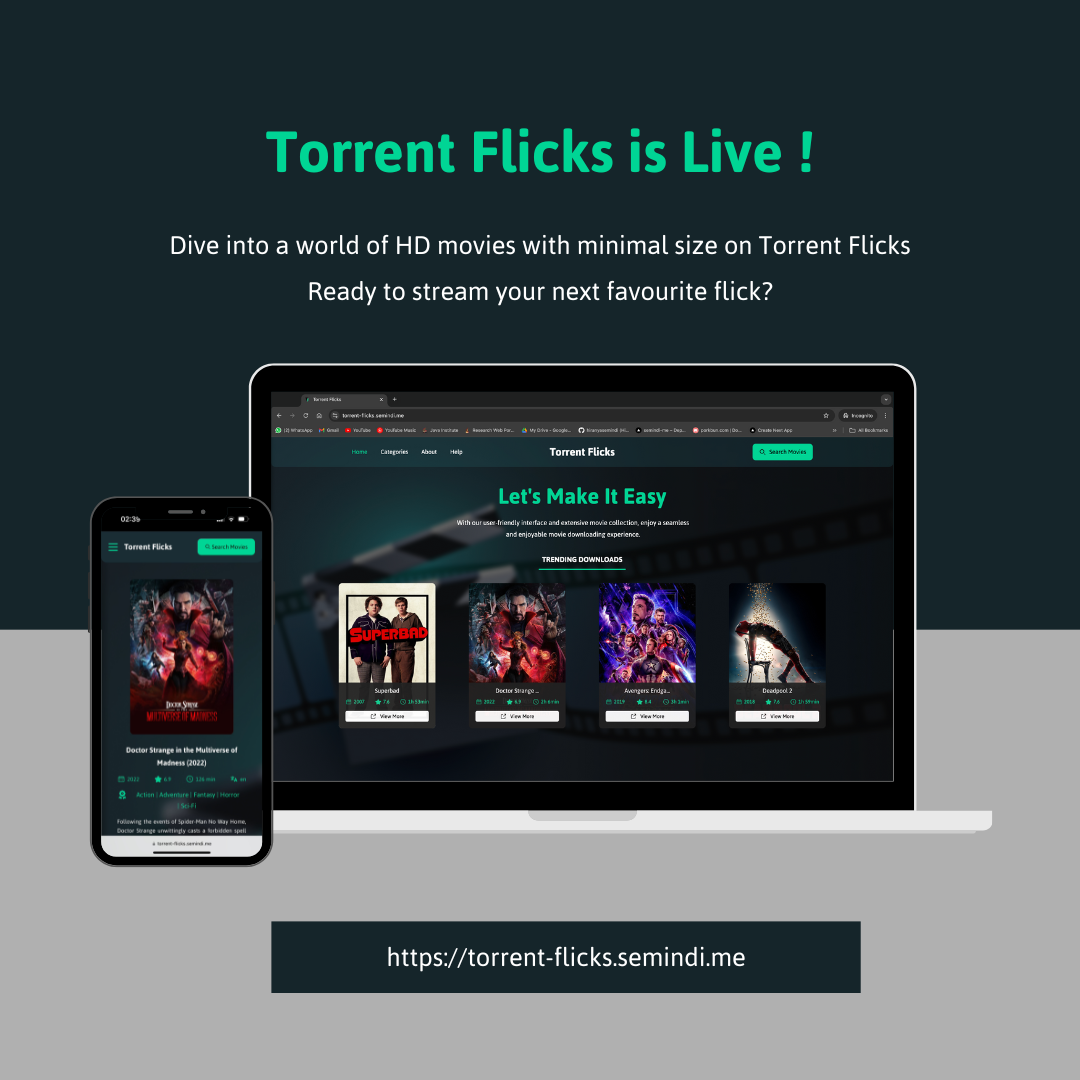 Torrent Flicks is Live !
Dive into a world of HD movies with minimal size on Torrent Flicks
Ready to stream your next favourite flick?
Torrent Flicks
torrent-flicks.semindi.me
Incognito
(2) WhatsApp
Gmail
YouTube
YouTube Music
Java Institute
Research Web For...
My Drive – Google...
semindi-me – Dep...
Create Next App
All Bookmarks
Home
Categories
About
Help
Torrent Flicks
Search Movies
Let's Make It Easy
With our user-friendly interface and extensive movie collection, enjoy a seamless
and enjoyable movie downloading experience.
TRENDING DOWNLOADS
SUPERBAD
Superbad
2007 7.6 1h 53min
View More
Doctor Strange ...
2022 6.9 2h 6min
View More
Avengers: Endga...
2019 8.4 3h 2min
View More
Deadpool 2
2018 7.6 1h 59min
View More
02:39
Torrent Flicks
Search Movies
DOCTOR STRANGE
MULTIVERSE OF MADNESS
Doctor Strange in the Multiverse of
Madness (2022)
2022 6.9 126 min en
Action | Adventure | Fantasy | Horror
| Sci-Fi
Following the events of Spider-Man No Way Home,
Doctor Strange unwittingly casts a forbidden spell
torrent-flicks.semindi.me
https://torrent-flicks.semindi.me